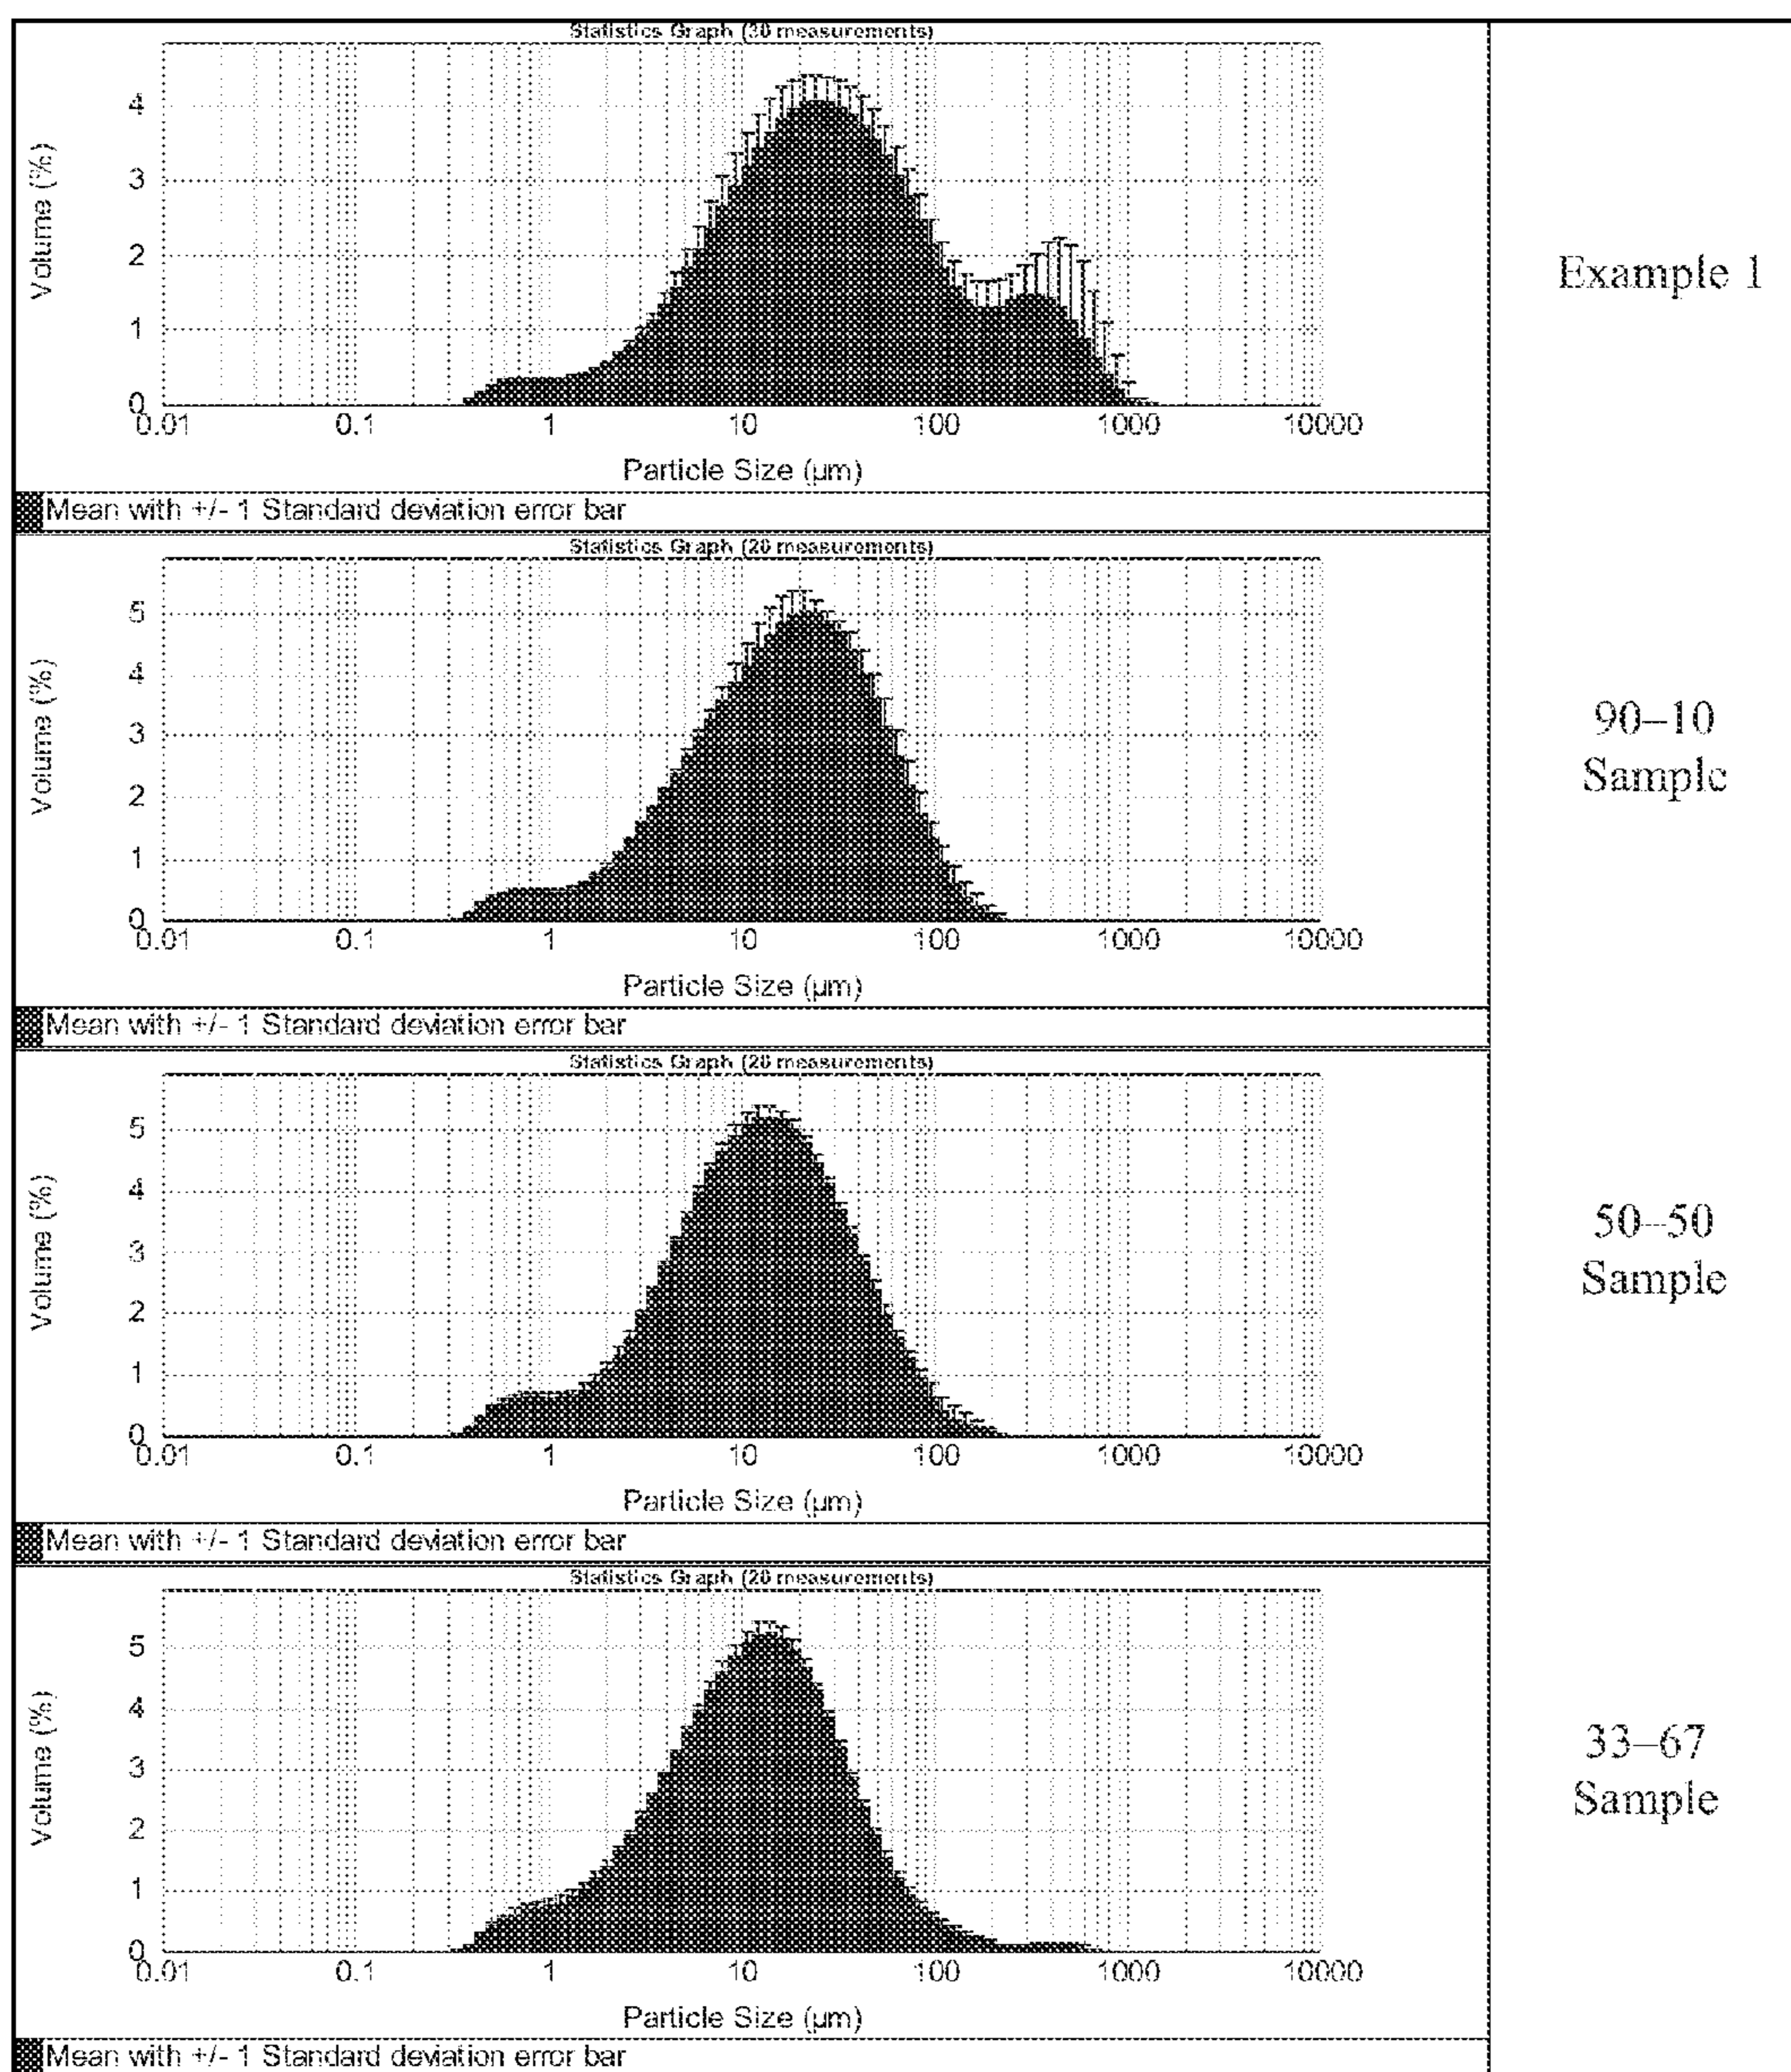 Statistics Graph (30 measurements)
Volume (%)
4
3
2
1
0
0.01 0.1 1 10 100 1000 10000
Particle Size (µm)
Mean with +/- 1 Standard deviation error bar
Example 1
Statistics Graph (20 measurements)
Volume (%)
5
4
3
2
1
0
0.01 0.1 1 10 100 1000 10000
Particle Size (µm)
Mean with +/- 1 Standard deviation error bar
90–10
Sample
Statistics Graph (20 measurements)
Volume (%)
5
4
3
2
1
0
0.01 0.1 1 10 100 1000 10000
Particle Size (µm)
Mean with +/- 1 Standard deviation error bar
50–50
Sample
Statistics Graph (20 measurements)
Volume (%)
5
4
3
2
1
0
0.01 0.1 1 10 100 1000 10000
Particle Size (µm)
Mean with +/- 1 Standard deviation error bar
33–67
Sample